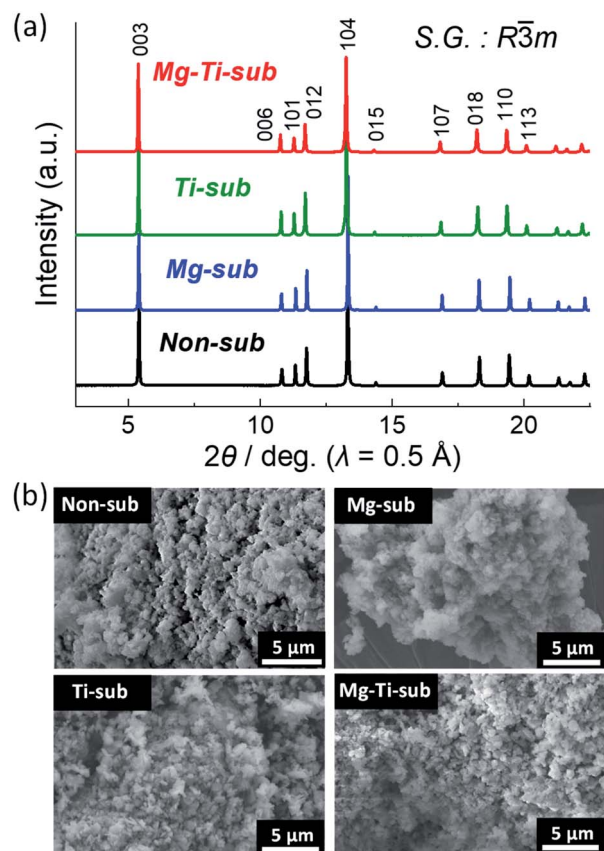 (a)
S.G. : R3̅m
003
006
101
012
104
015
107
018
110
113
Mg-Ti-sub
Ti-sub
Mg-sub
Non-sub
Intensity (a.u.)
5
10
15
20
2θ / deg. (λ = 0.5 Å)
(b)
Non-sub
5 μm
Mg-sub
5 μm
Ti-sub
5 μm
Mg-Ti-sub
5 μm